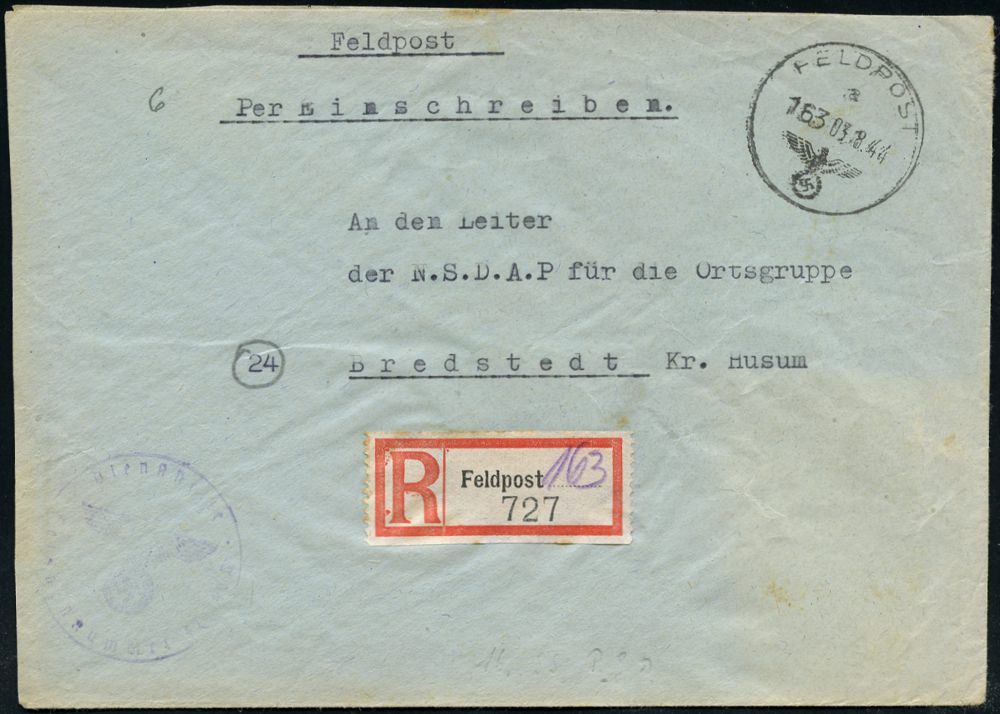 Feldpost
6
Per Einschreiben.
FELDPOST
a
163 03.8.44
An den Leiter
der N.S.D.A.P für die Ortsgruppe
24
Bredstedt Kr. Husum
R
Feldpost 163
727